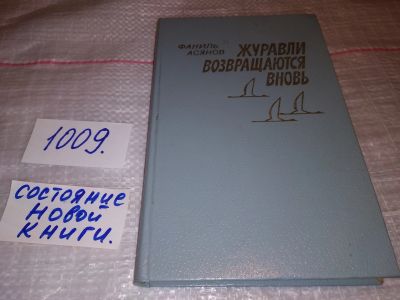 ФАНИЛЬ
АСЯНОВ
ЖУРАВЛИ
ВОЗВРАЩАЮТСЯ
ВНОВЬ
1009.
СОСТОЯНИЕ
НОВОЙ
КНИГИ.